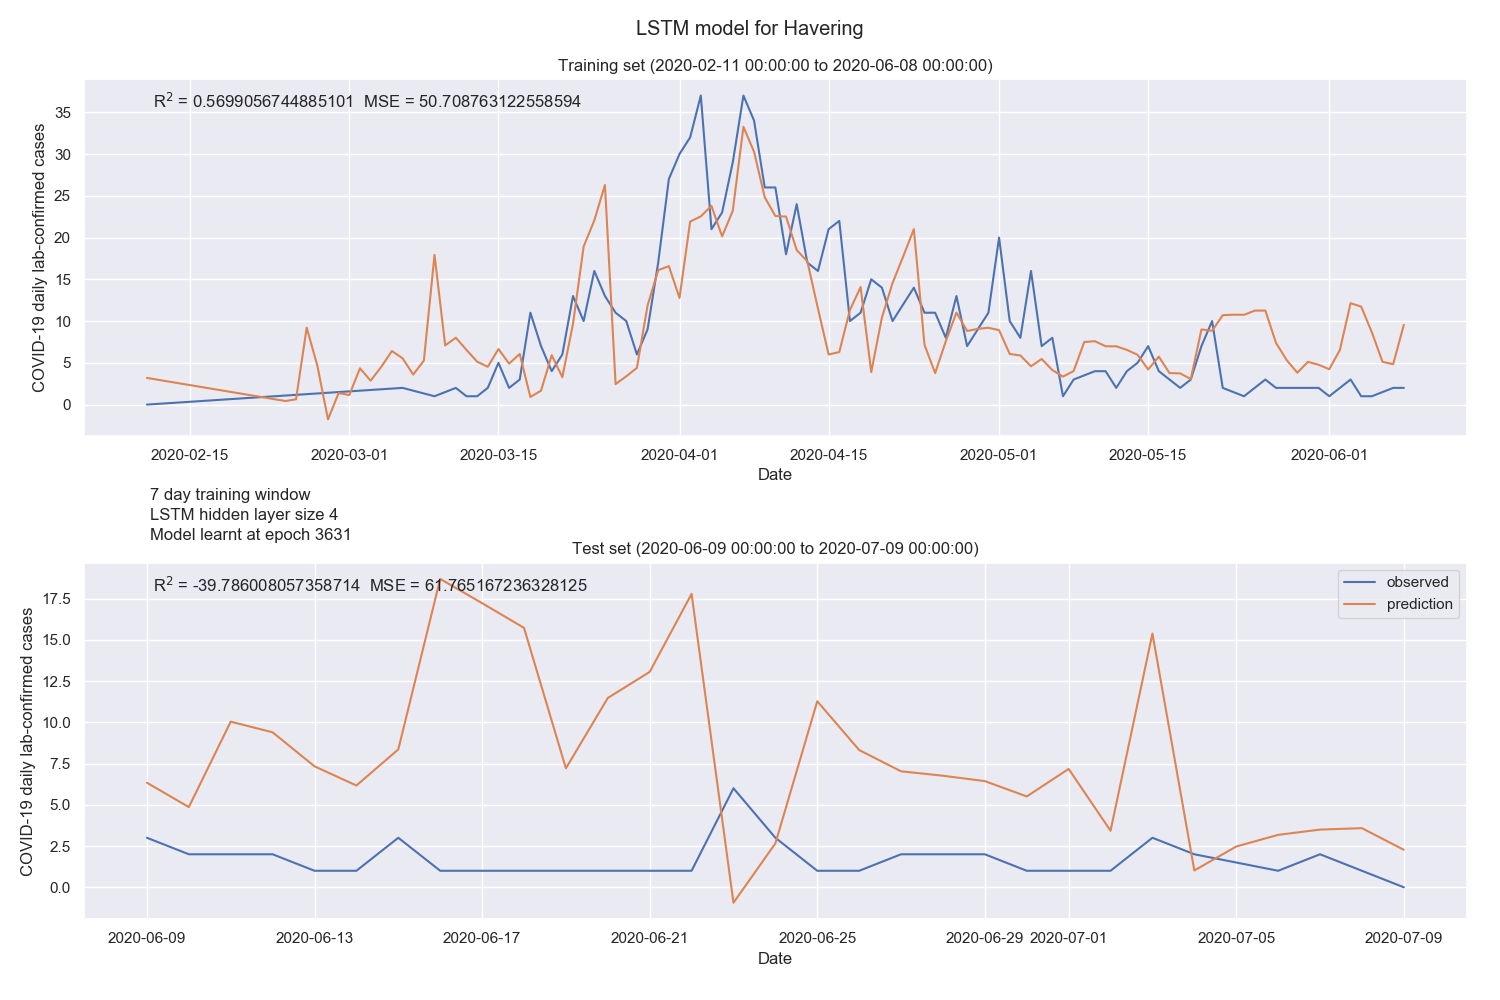 LSTM model for Havering
Training set (2020-02-11 00:00:00 to 2020-06-08 00:00:00)
R² = 0.5699056744885101  MSE = 50.708763122558594
COVID-19 daily lab-confirmed cases
35
30
25
20
15
10
5
0
2020-02-15
2020-03-01
2020-03-15
2020-04-01
2020-04-15
2020-05-01
2020-05-15
2020-06-01
Date
7 day training window
LSTM hidden layer size 4
Model learnt at epoch 3631
Test set (2020-06-09 00:00:00 to 2020-07-09 00:00:00)
R² = -39.786008057358714  MSE = 61.765167236328125
observed
prediction
COVID-19 daily lab-confirmed cases
17.5
15.0
12.5
10.0
7.5
5.0
2.5
0.0
2020-06-09
2020-06-13
2020-06-17
2020-06-21
2020-06-25
2020-06-29
2020-07-01
2020-07-05
2020-07-09
Date